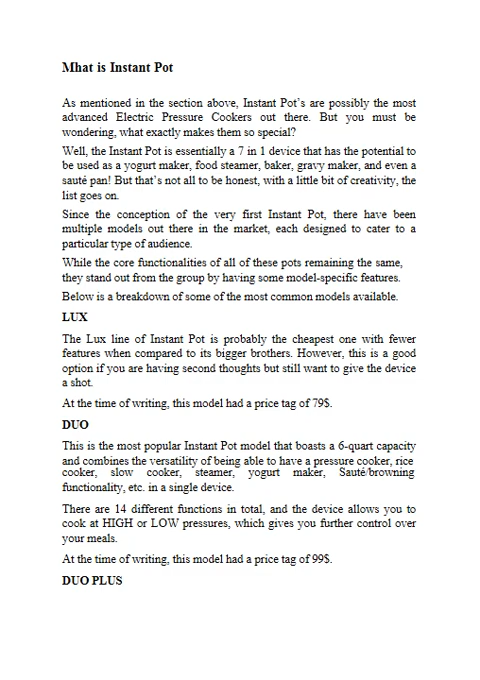 Mhat is Instant Pot
As mentioned in the section above, Instant Pot's are possibly the most
advanced Electric Pressure Cookers out there. But you must be
wondering, what exactly makes them so special?
Well, the Instant Pot is essentially a 7 in 1 device that has the potential to
be used as a yogurt maker, food steamer, baker, gravy maker, and even a
sauté pan! But that's not all to be honest, with a little bit of creativity, the
list goes on.
Since the conception of the very first Instant Pot, there have been
multiple models out there in the market, each designed to cater to a
particular type of audience.
While the core functionalities of all of these pots remaining the same,
they stand out from the group by having some model-specific features.
Below is a breakdown of some of the most common models available.
LUX
The Lux line of Instant Pot is probably the cheapest one with fewer
features when compared to its bigger brothers. However, this is a good
option if you are having second thoughts but still want to give the device
a shot.
At the time of writing, this model had a price tag of 79$.
DUO
This is the most popular Instant Pot model that boasts a 6-quart capacity
and combines the versatility of being able to have a pressure cooker, rice
cooker, slow cooker, steamer, yogurt maker, Sauté/browning
functionality, etc. in a single device.
There are 14 different functions in total, and the device allows you to
cook at HIGH or LOW pressures, which gives you further control over
your meals.
At the time of writing, this model had a price tag of 99$.
DUO PLUS